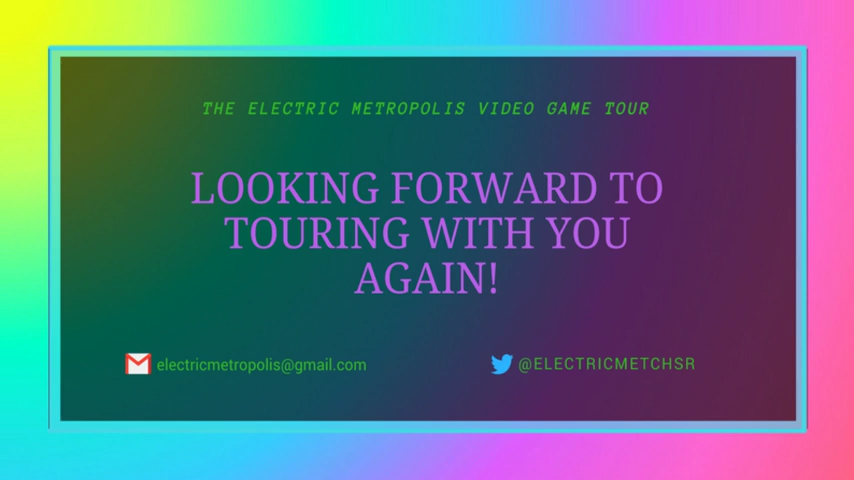 THE ELECTRIC METROPOLIS VIDEO GAME TOUR
LOOKING FORWARD TO
TOURING WITH YOU
AGAIN!
electricmetropolis@gmail.com
@ELECTRICMETCHSR